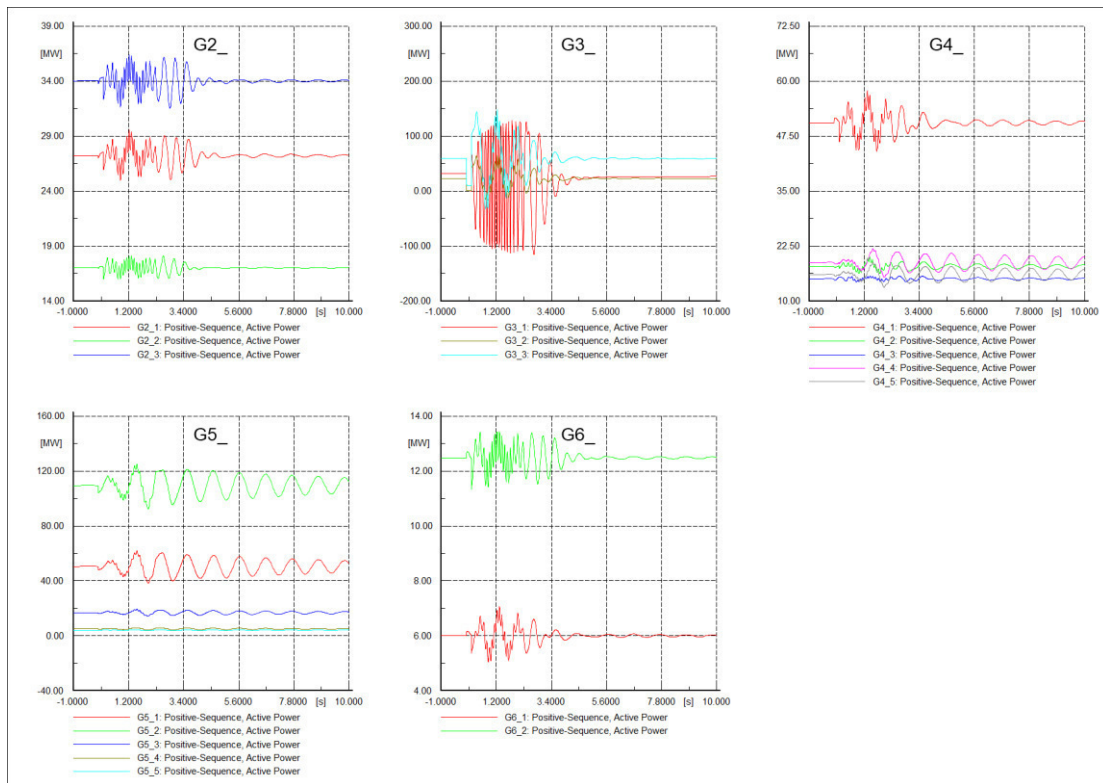 G2_
39.00
[MW]
34.00
29.00
24.00
19.00
14.00
-1.0000 1.2000 3.4000 5.6000 7.8000 [s] 10.000
G2_1: Positive-Sequence, Active Power
G2_2: Positive-Sequence, Active Power
G2_3: Positive-Sequence, Active Power
G3_
300.00
[MW]
200.00
100.00
0.00
-100.00
-200.00
-1.0000 1.2000 3.4000 5.6000 7.8000 [s] 10.000
G3_1: Positive-Sequence, Active Power
G3_2: Positive-Sequence, Active Power
G3_3: Positive-Sequence, Active Power
G4_
72.50
[MW]
60.00
47.50
35.00
22.50
10.00
-1.0000 1.2000 3.4000 5.6000 7.8000 [s] 10.000
G4_1: Positive-Sequence, Active Power
G4_2: Positive-Sequence, Active Power
G4_3: Positive-Sequence, Active Power
G4_4: Positive-Sequence, Active Power
G4_5: Positive-Sequence, Active Power
G5_
160.00
[MW]
120.00
80.00
40.00
0.00
-40.00
-1.0000 1.2000 3.4000 5.6000 7.8000 [s] 10.000
G5_1: Positive-Sequence, Active Power
G5_2: Positive-Sequence, Active Power
G5_3: Positive-Sequence, Active Power
G5_4: Positive-Sequence, Active Power
G5_5: Positive-Sequence, Active Power
G6_
14.00
[MW]
12.00
10.00
8.00
6.00
4.00
-1.0000 1.2000 3.4000 5.6000 7.8000 [s] 10.000
G6_1: Positive-Sequence, Active Power
G6_2: Positive-Sequence, Active Power